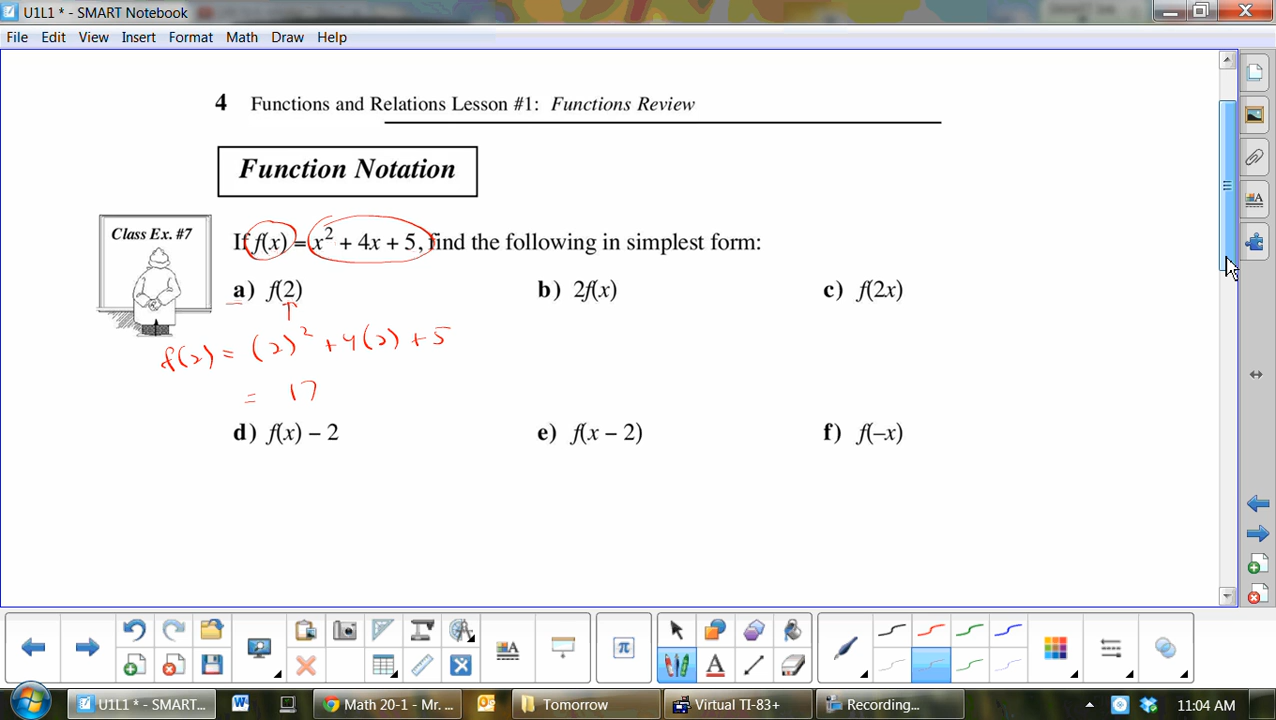 U1L1 * - SMART Notebook
File Edit View Insert Format Math Draw Help
4 Functions and Relations Lesson #1: Functions Review
Function Notation
Class Ex. #7
If f(x) = x² + 4x + 5, find the following in simplest form:
a) f(2) b) 2f(x) c) f(2x)
f(2) = (2)² + 4(2) + 5
= 17
d) f(x) – 2 e) f(x – 2) f) f(–x)
π A
U1L1 * - SMART... Math 20-1 - Mr. ... Tomorrow Virtual TI-83+ Recording... 11:04 AM